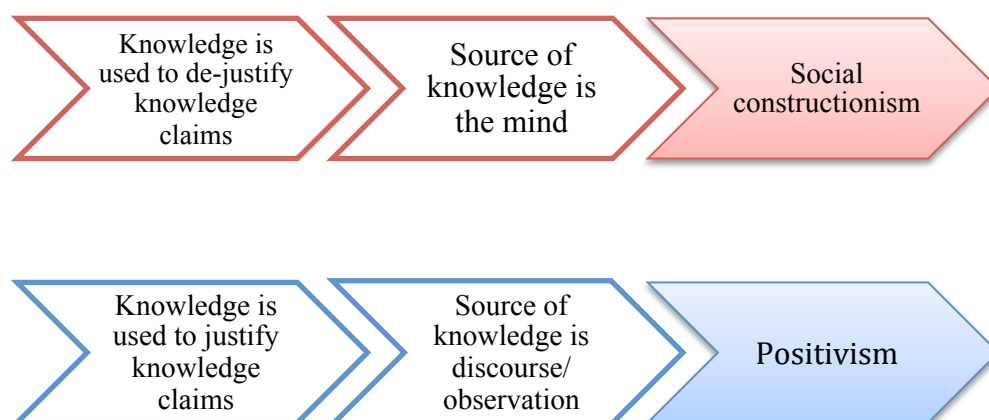 Knowledge is
used to de-justify
knowledge
claims
Source of
knowledge is
the mind
Social
constructionism
Knowledge is
used to justify
knowledge
claims
Source of
knowledge is
discourse/
observation
Positivism